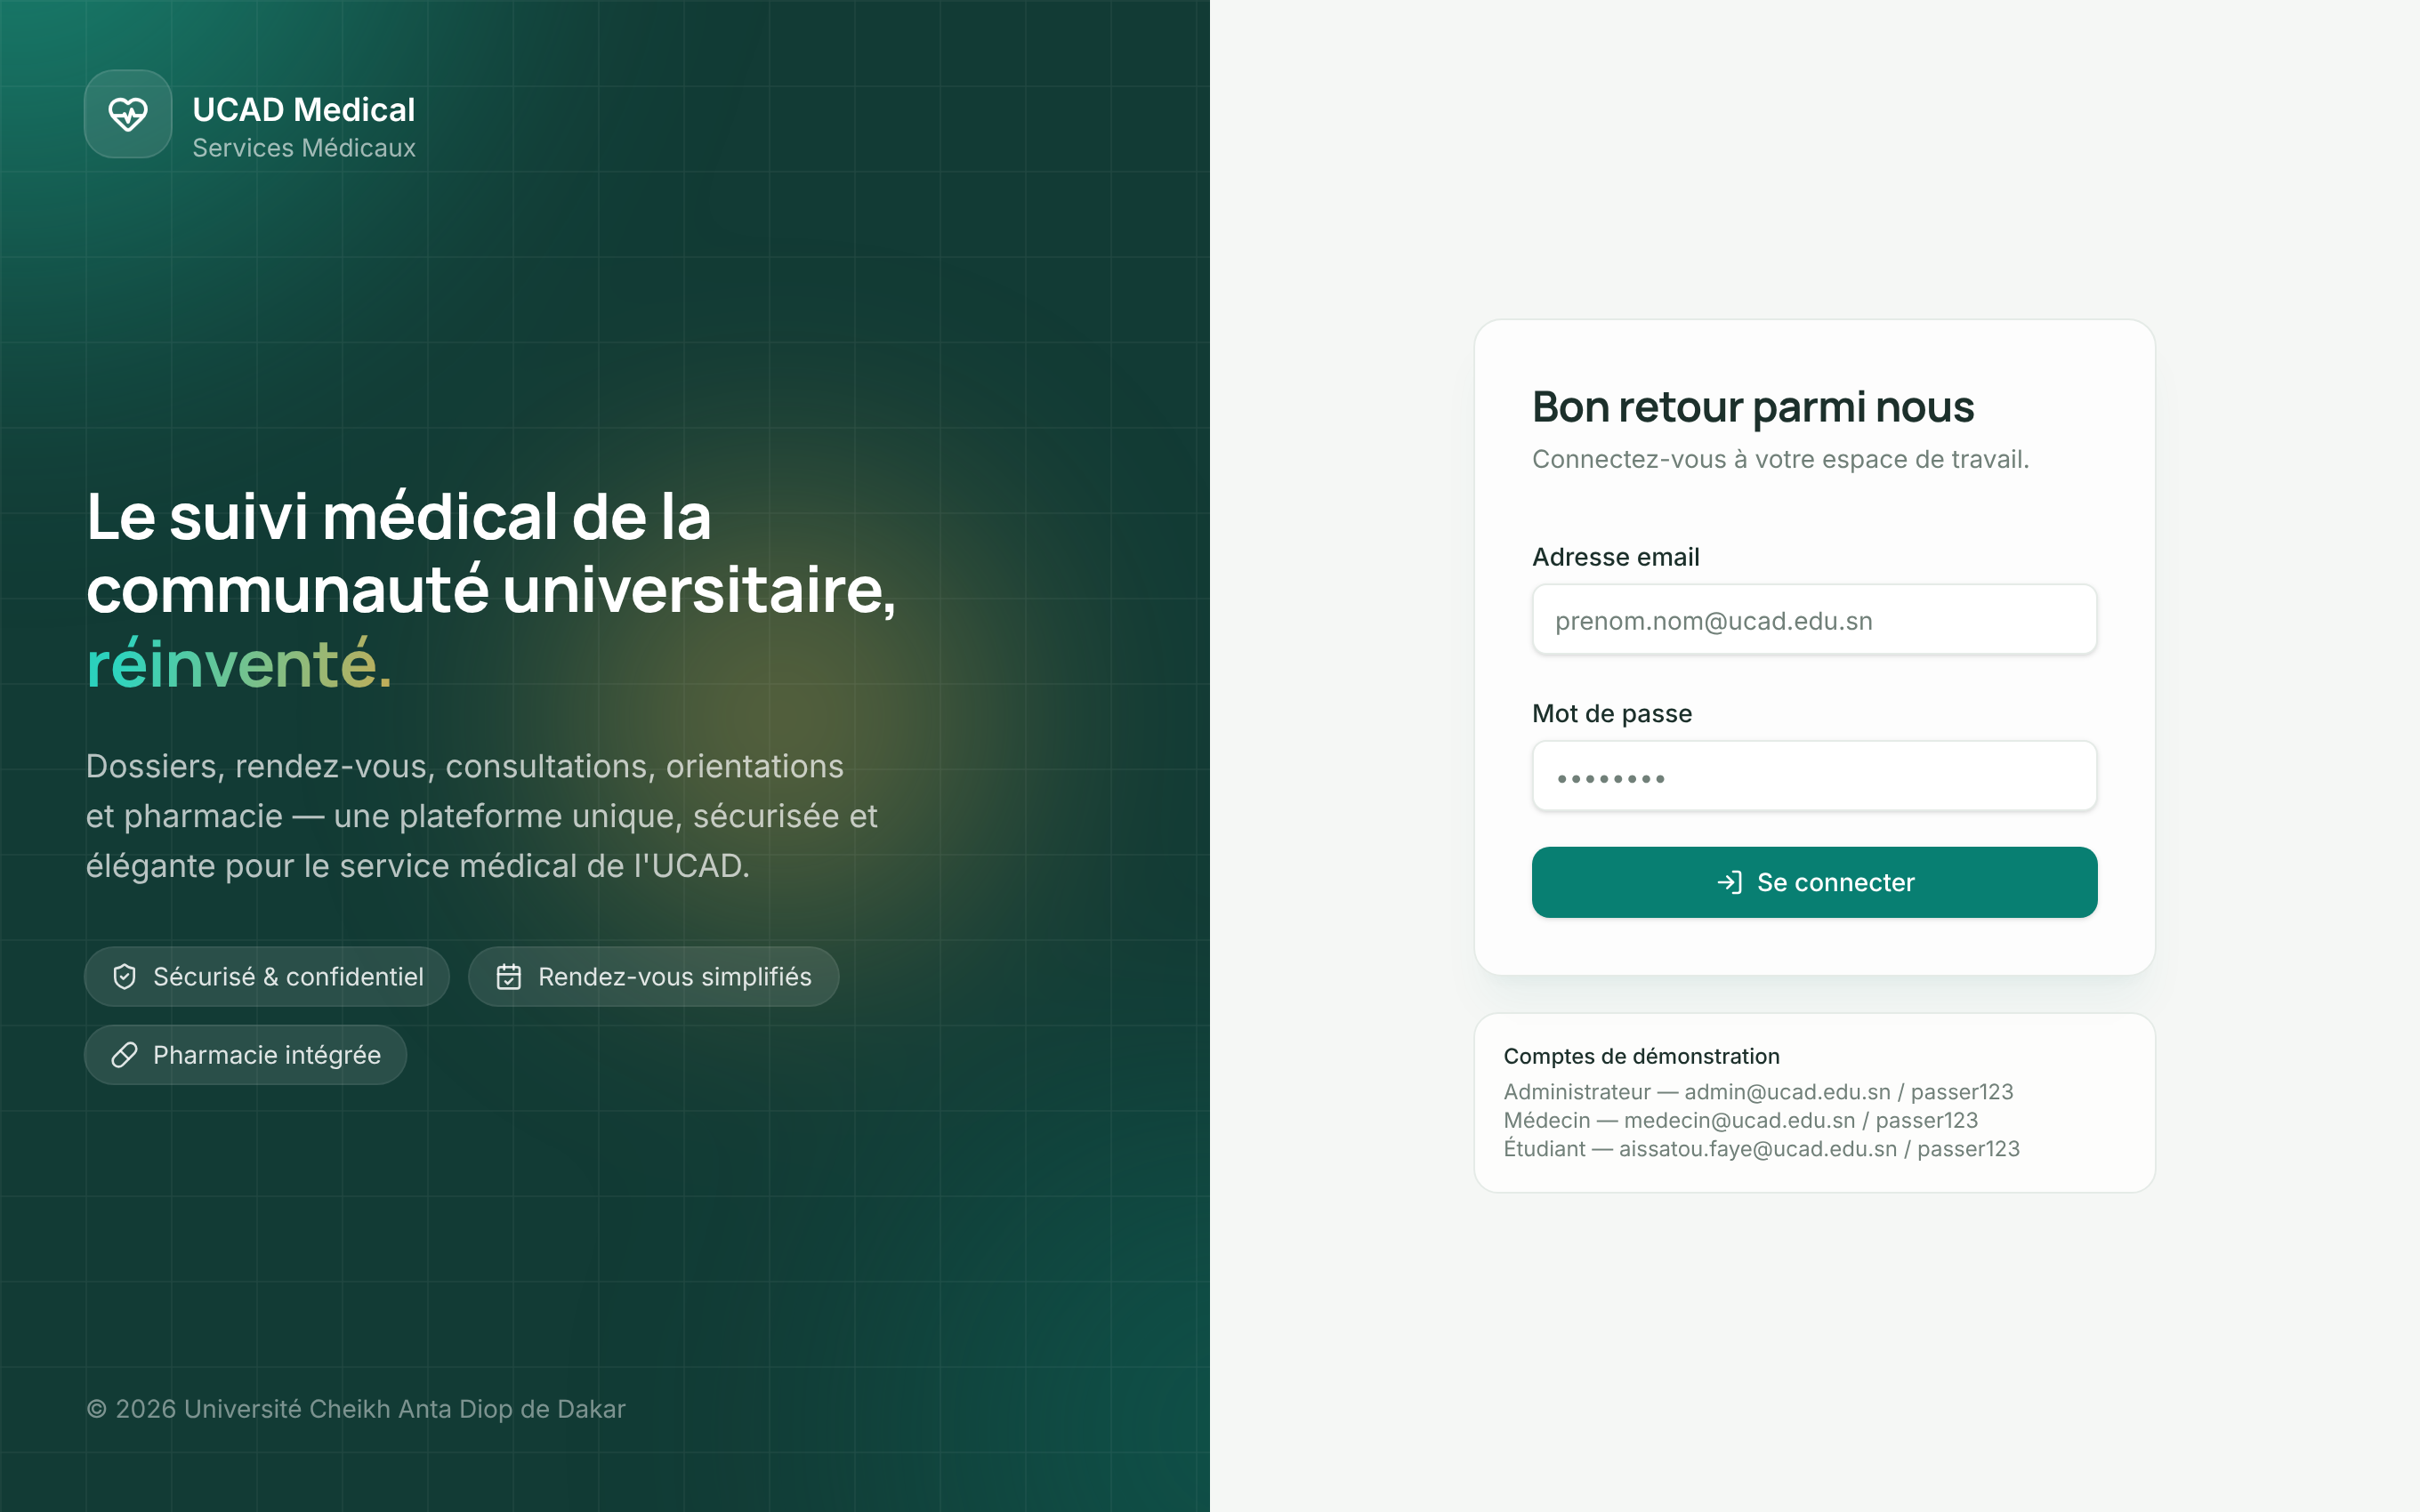 UCAD Medical
Services Médicaux
Le suivi médical de la
communauté universitaire,
réinventé.
Dossiers, rendez-vous, consultations, orientations
et pharmacie — une plateforme unique, sécurisée et
élégante pour le service médical de l'UCAD.
Sécurisé & confidentiel
Rendez-vous simplifiés
Pharmacie intégrée
© 2026 Université Cheikh Anta Diop de Dakar
Bon retour parmi nous
Connectez-vous à votre espace de travail.
Adresse email
prenom.nom@ucad.edu.sn
Mot de passe
••••••••
Se connecter
Comptes de démonstration
Administrateur — admin@ucad.edu.sn / passer123
Médecin — medecin@ucad.edu.sn / passer123
Étudiant — aissatou.faye@ucad.edu.sn / passer123